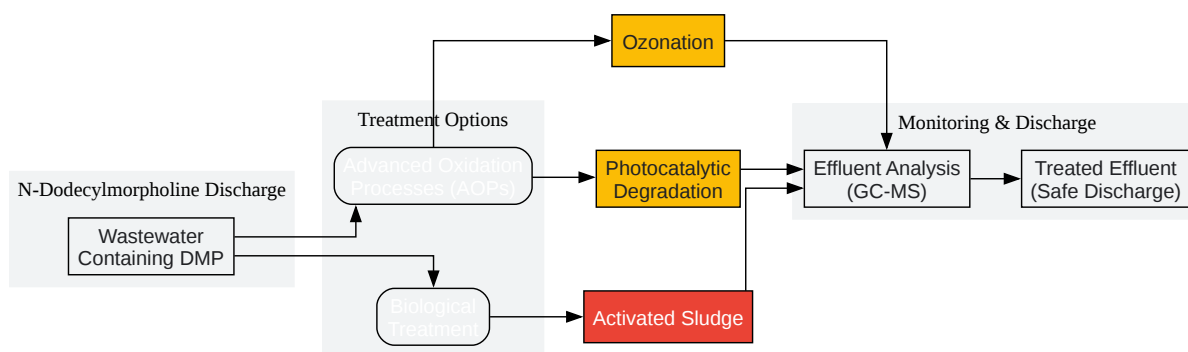 Ozonation
Treatment Options
Monitoring & Discharge
Advanced Oxidation
Processes (AOPs)
Photocatalytic
Degradation
Effluent Analysis
(GC-MS)
Treated Effluent
(Safe Discharge)
N-Dodecylmorpholine Discharge
Wastewater
Containing DMP
Biological
Treatment
Activated Sludge